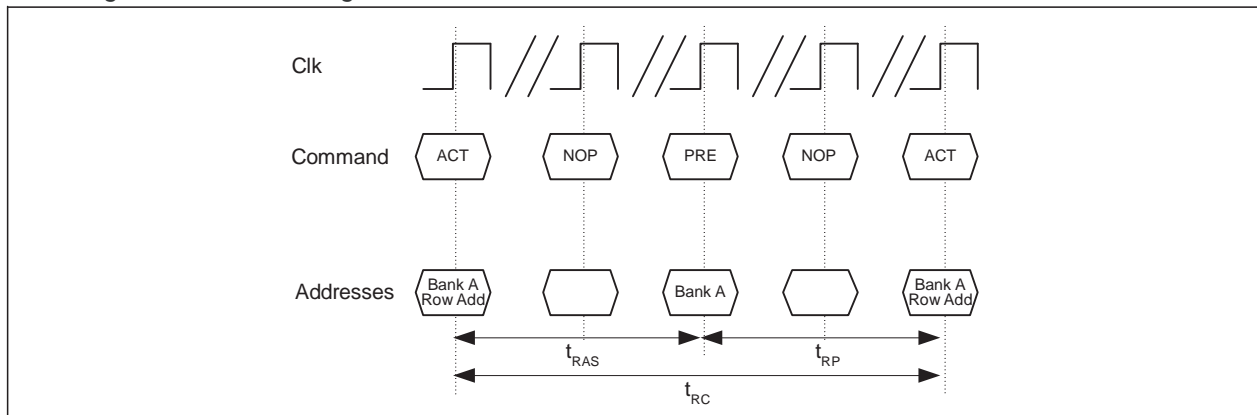 Clk
Command
ACT
NOP
PRE
NOP
ACT
Addresses
Bank A
Row Add
Bank A
Bank A
Row Add
tRAS
tRP
tRC